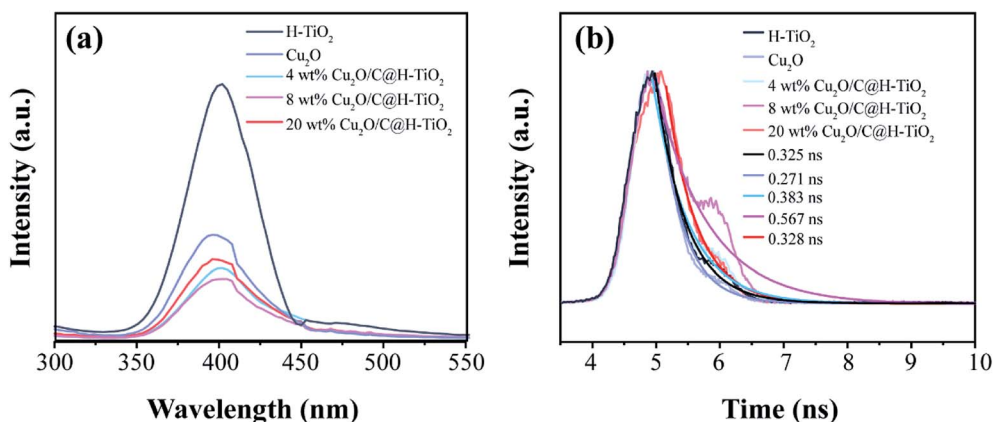 (a)
H-TiO₂
Cu₂O
4 wt% Cu₂O/C@H-TiO₂
8 wt% Cu₂O/C@H-TiO₂
20 wt% Cu₂O/C@H-TiO₂
Intensity (a.u.)
300 350 400 450 500 550
Wavelength (nm)
(b)
H-TiO₂
Cu₂O
4 wt% Cu₂O/C@H-TiO₂
8 wt% Cu₂O/C@H-TiO₂
20 wt% Cu₂O/C@H-TiO₂
0.325 ns
0.271 ns
0.383 ns
0.567 ns
0.328 ns
Intensity (a.u.)
4 5 6 7 8 9 10
Time (ns)